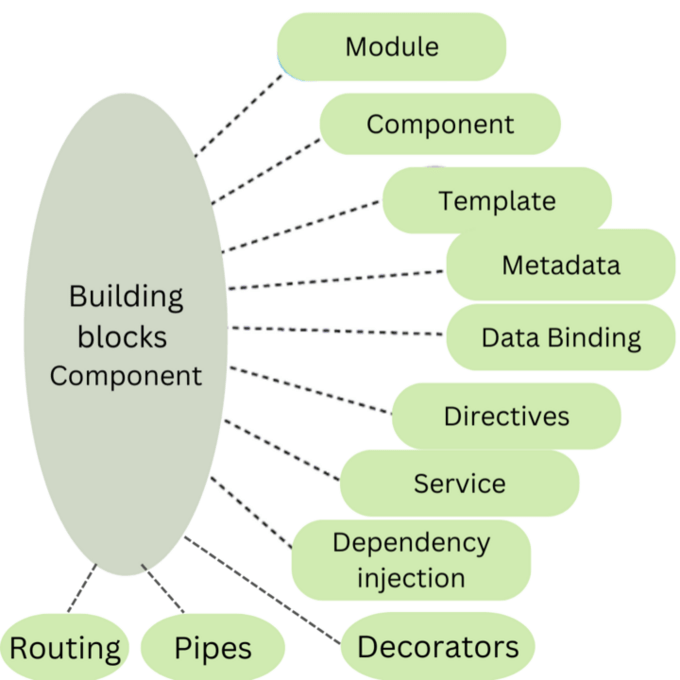 Module
Component
Template
Metadata
Building
blocks
Component
Data Binding
Directives
Service
Dependency
injection
Routing
Pipes
Decorators